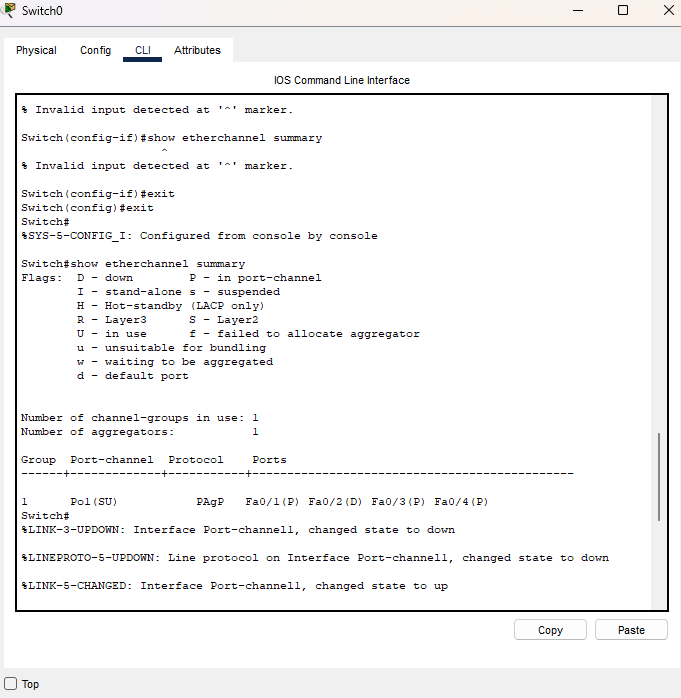 Switch0
Physical Config CLI Attributes
IOS Command Line Interface
% Invalid input detected at '^' marker.
Switch(config-if)#show etherchannel summary
^
% Invalid input detected at '^' marker.
Switch(config-if)#exit
Switch(config)#exit
Switch#
%SYS-5-CONFIG_I: Configured from console by console
Switch#show etherchannel summary
Flags:  D - down        P - in port-channel
        I - stand-alone s - suspended
        H - Hot-standby (LACP only)
        R - Layer3      S - Layer2
        U - in use      f - failed to allocate aggregator
        u - unsuitable for bundling
        w - waiting to be aggregated
        d - default port
Number of channel-groups in use: 1
Number of aggregators:           1
Group  Port-channel  Protocol    Ports
------+-------------+-----------+----------------------------------------------
1      Po1(SU)           PAgP   Fa0/1(P) Fa0/2(D) Fa0/3(P) Fa0/4(P)
Switch#
%LINK-3-UPDOWN: Interface Port-channel1, changed state to down
%LINEPROTO-5-UPDOWN: Line protocol on Interface Port-channel1, changed state to down
%LINK-5-CHANGED: Interface Port-channel1, changed state to up
Copy Paste
Top